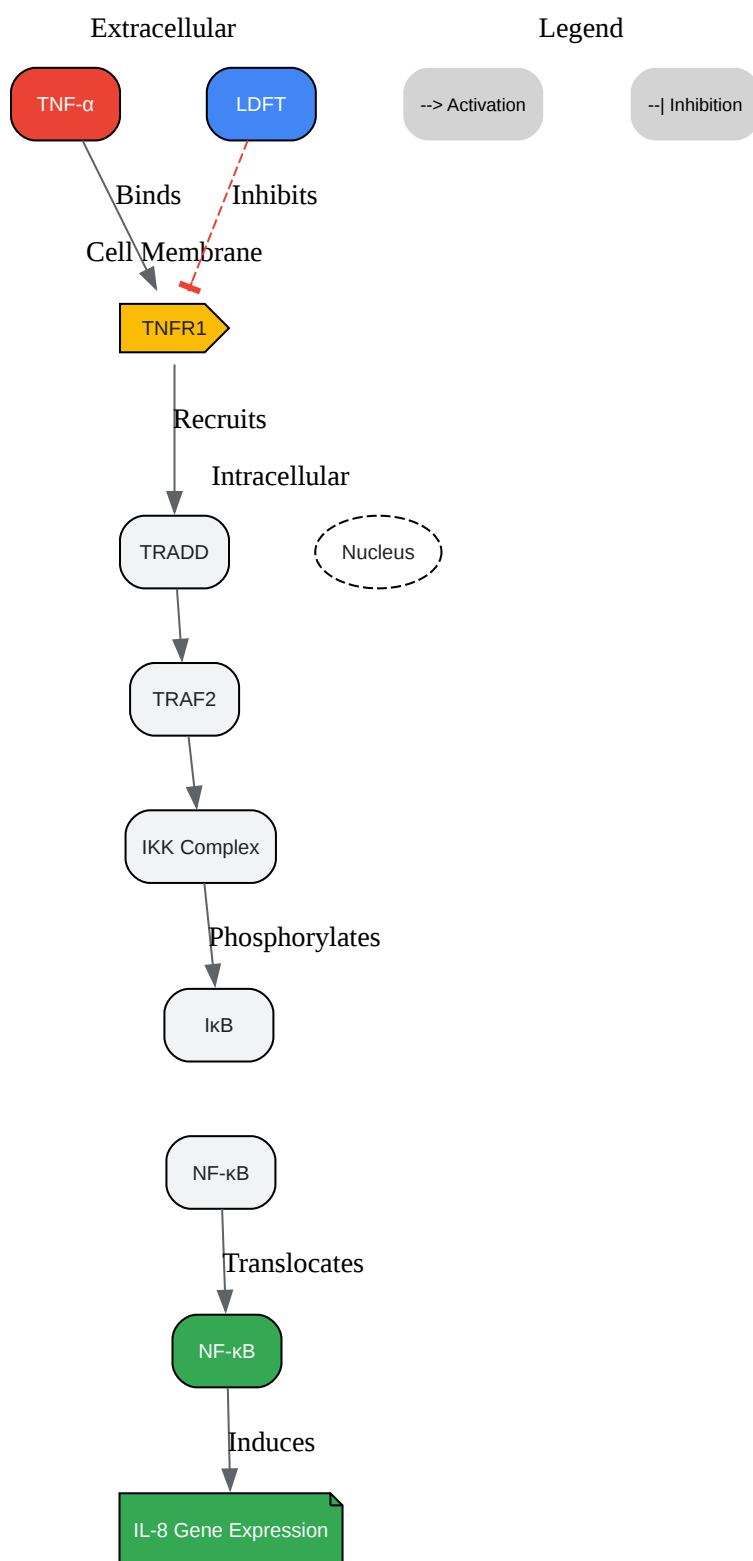 Extracellular
Legend
TNF-α
LDFT
--> Activation
--| Inhibition
Binds
Inhibits
Cell Membrane
TNFR1
Recruits
Intracellular
TRADD
Nucleus
TRAF2
IKK Complex
Phosphorylates
IκB
NF-κB
Translocates
NF-κB
Induces
IL-8 Gene Expression